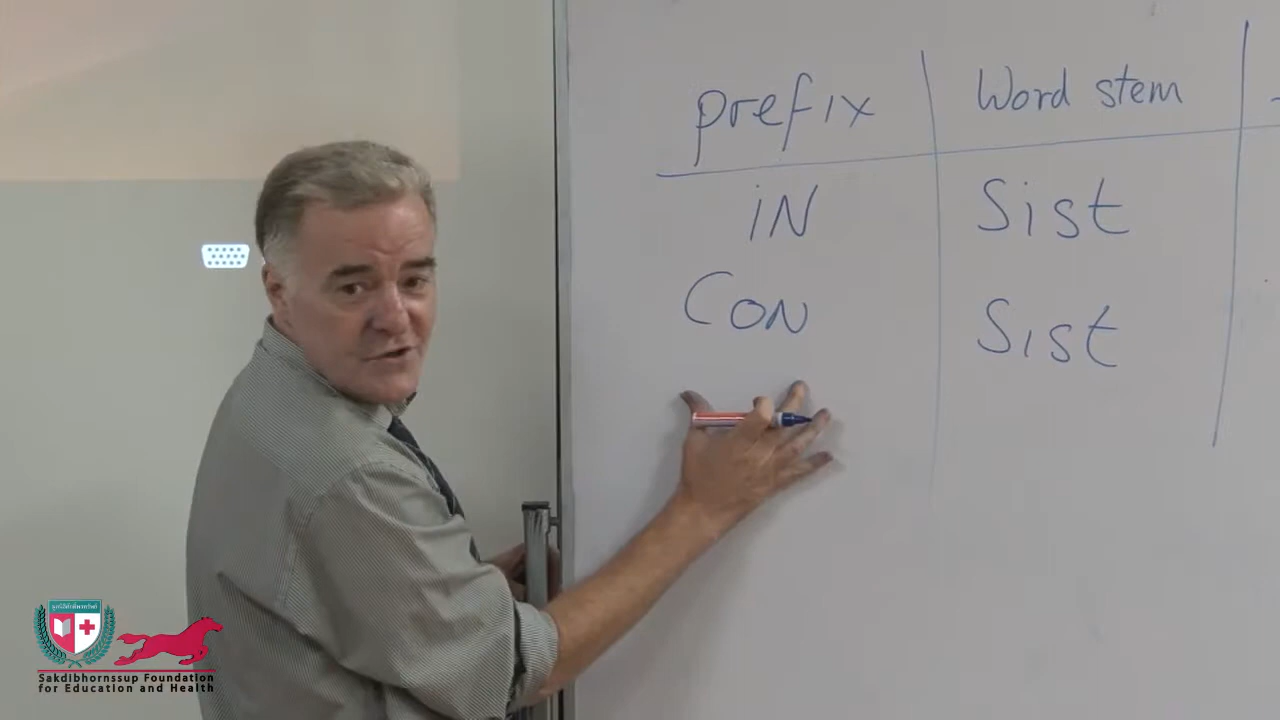 prefix Word stem
iN Sist
CoN Sist
Sakdibhornssup Foundation
for Education and Health